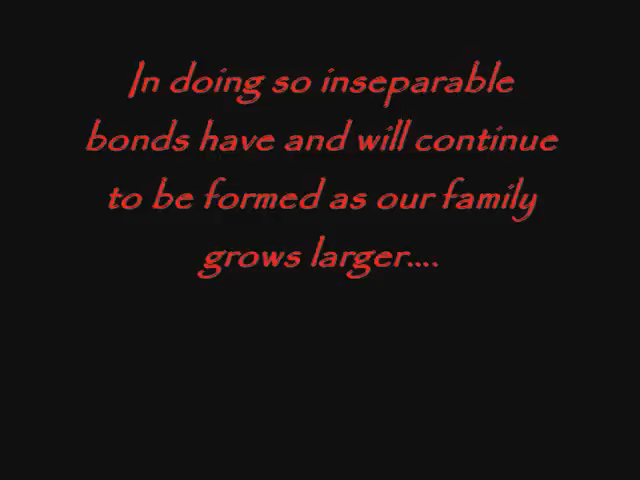 In doing so inseparable
bonds have and will continue
to be formed as our family
grows larger....